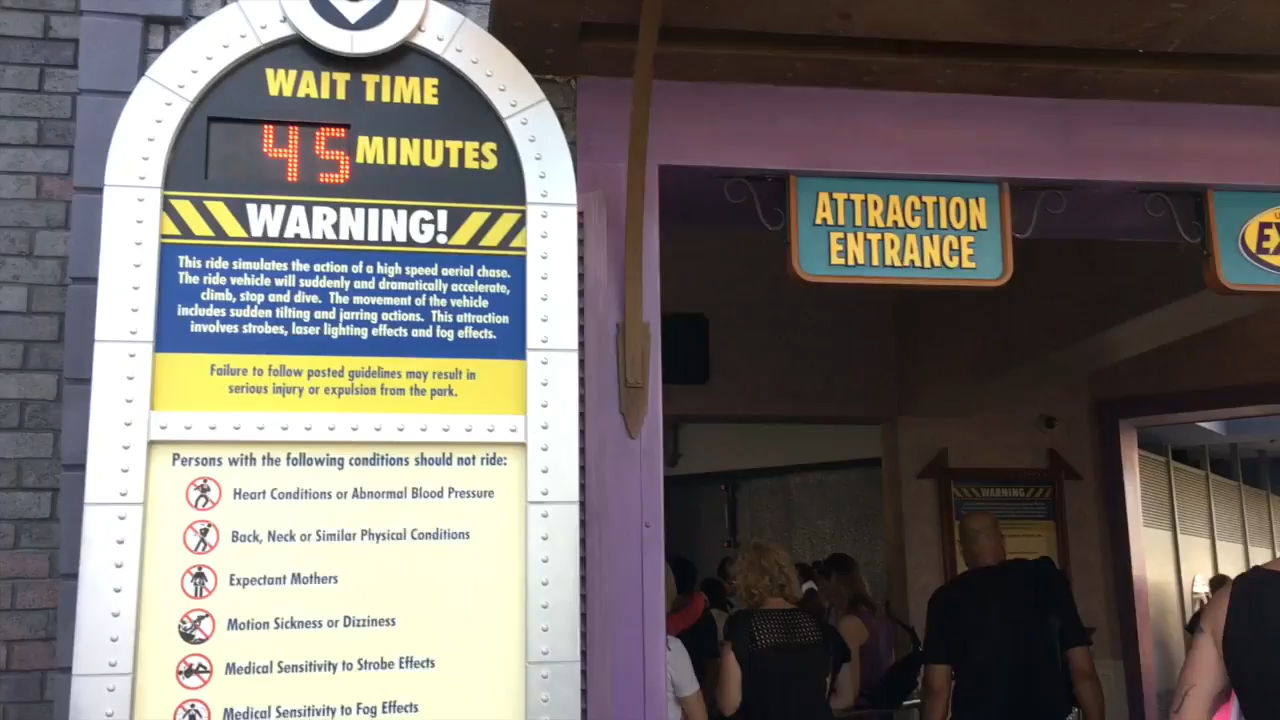 WAIT TIME
45 MINUTES
WARNING!
This ride simulates the action of a high speed aerial chase.
The ride vehicle will suddenly and dramatically accelerate,
climb, stop and dive. The movement of the vehicle
includes sudden tilting and jarring actions. This attraction
involves strobes, laser lighting effects and fog effects.
Failure to follow posted guidelines may result in
serious injury or expulsion from the park.
Persons with the following conditions should not ride:
Heart Conditions or Abnormal Blood Pressure
Back, Neck or Similar Physical Conditions
Expectant Mothers
Motion Sickness or Dizziness
Medical Sensitivity to Strobe Effects
Medical Sensitivity to Fog Effects
ATTRACTION
ENTRANCE
WARNING!